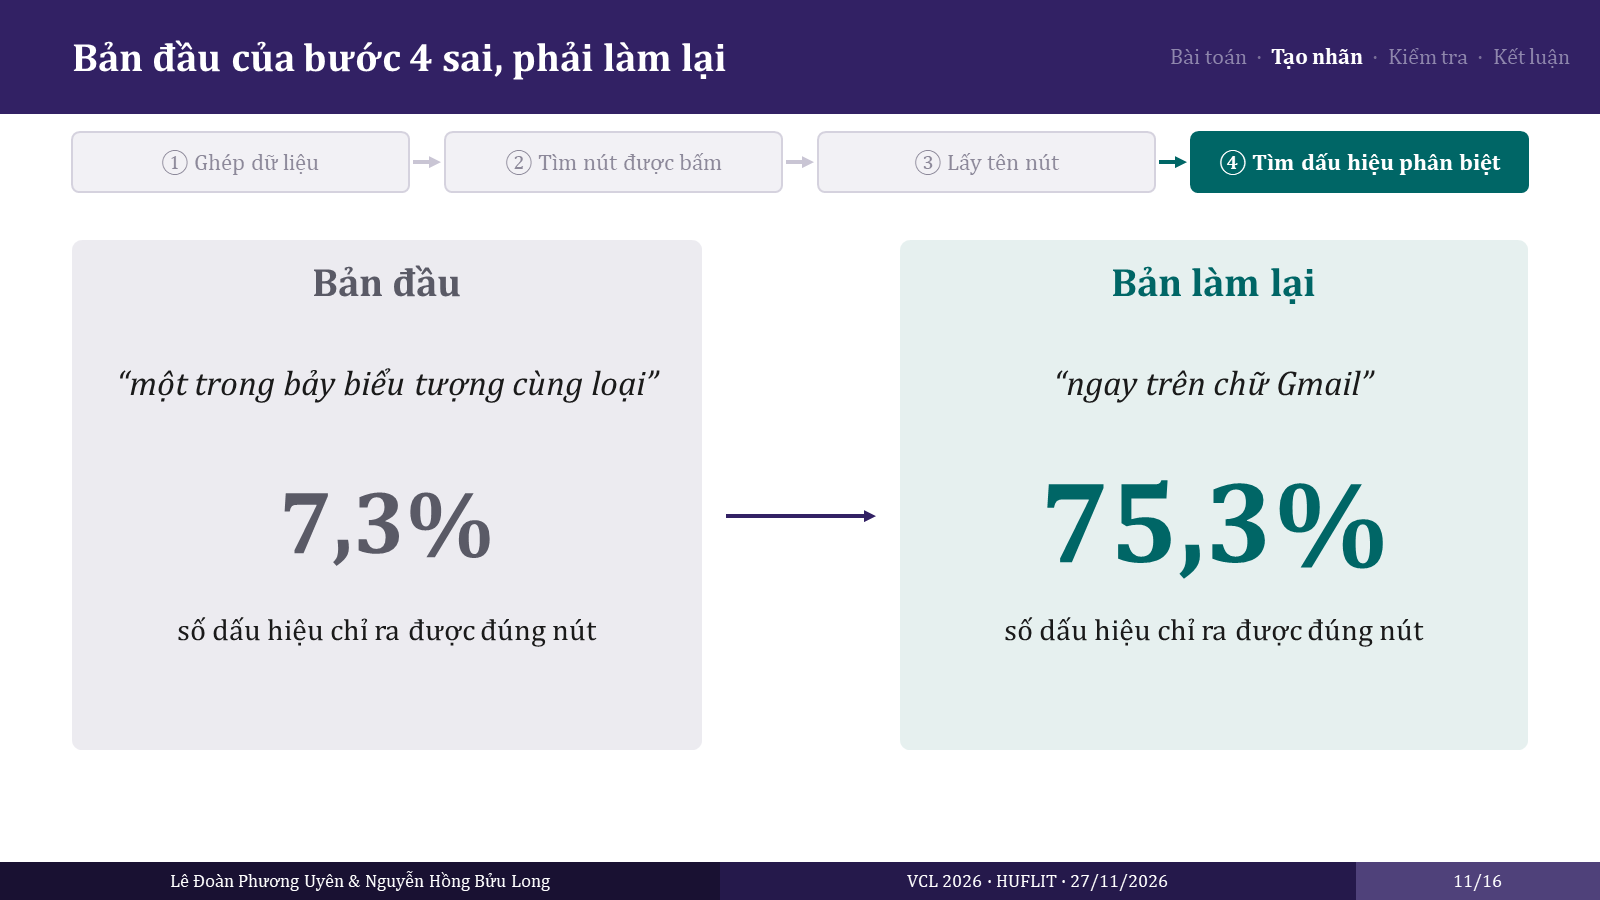 Bản đầu của bước 4 sai, phải làm lại
Bài toán · Tạo nhãn · Kiểm tra · Kết luận
① Ghép dữ liệu
② Tìm nút được bấm
③ Lấy tên nút
④ Tìm dấu hiệu phân biệt
Bản đầu
“một trong bảy biểu tượng cùng loại”
7,3%
số dấu hiệu chỉ ra được đúng nút
Bản làm lại
“ngay trên chữ Gmail”
75,3%
số dấu hiệu chỉ ra được đúng nút
Lê Đoàn Phương Uyên & Nguyễn Hồng Bửu Long
VCL 2026 · HUFLIT · 27/11/2026
11/16